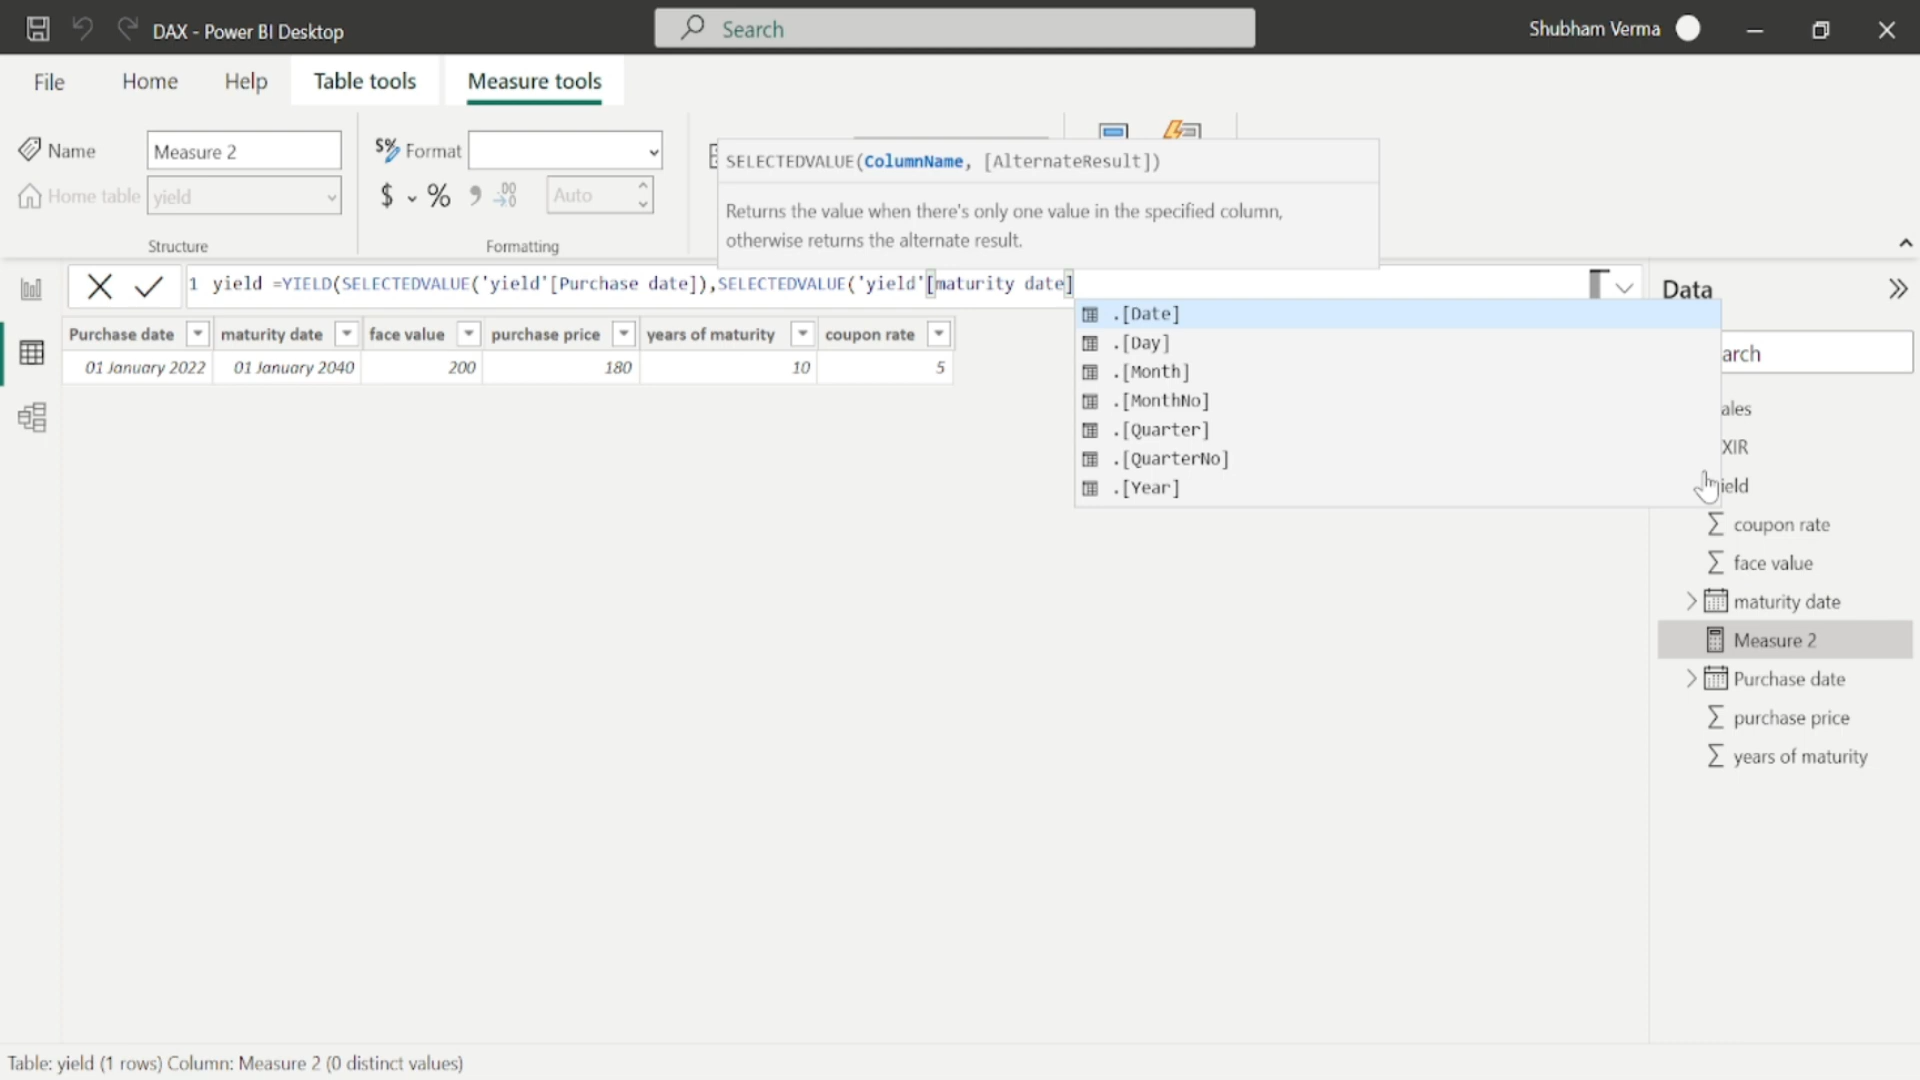 DAX - Power BI Desktop
Search
Shubham Verma
File Home Help Table tools Measure tools
Name Measure 2
Format
Home table yield
$ % 9 .00 Auto
Structure
Formatting
SELECTEDVALUE(ColumnName, [AlternateResult])
Returns the value when there's only one value in the specified column,
otherwise returns the alternate result.
1 yield =YIELD(SELECTEDVALUE('yield'[Purchase date]),SELECTEDVALUE('yield'[maturity date]
.[Date]
.[Day]
.[Month]
.[MonthNo]
.[Quarter]
.[QuarterNo]
.[Year]
Purchase date maturity date face value purchase price years of maturity coupon rate
01 January 2022 01 January 2040 200 180 10 5
Data
arch
ales
XIR
ield
coupon rate
face value
maturity date
Measure 2
Purchase date
purchase price
years of maturity
Table: yield (1 rows) Column: Measure 2 (0 distinct values)